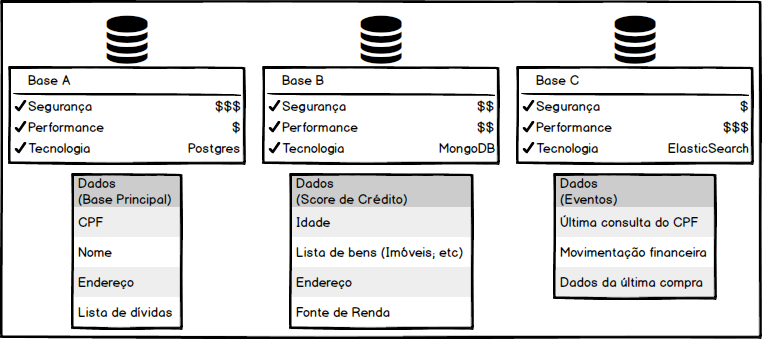 Base A
✓Segurança $$$
✓Performance $
✓Tecnologia Postgres
Dados
(Base Principal)
CPF
Nome
Endereço
Lista de dívidas
Base B
✓Segurança $$
✓Performance $$
✓Tecnologia MongoDB
Dados
(Score de Crédito)
Idade
Lista de bens (Imóveis, etc)
Endereço
Fonte de Renda
Base C
✓Segurança $
✓Performance $$$
✓Tecnologia ElasticSearch
Dados
(Eventos)
Última consulta do CPF
Movimentação financeira
Dados da última compra